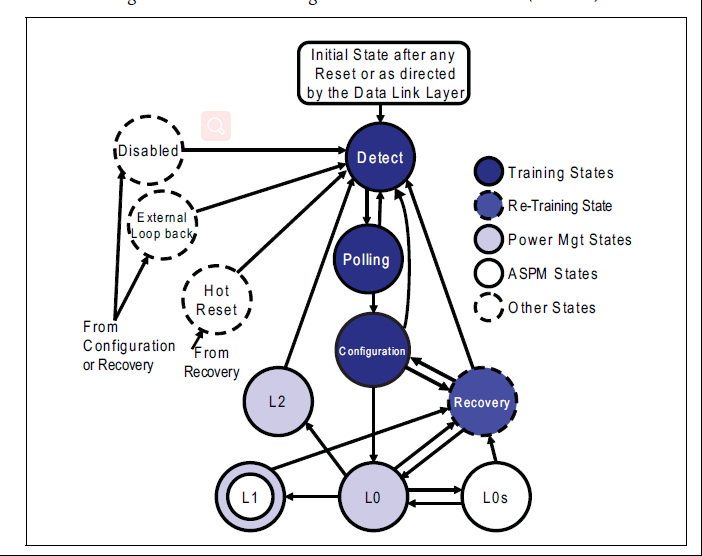 Initial State after any
Reset or as directed
by the Data Link Layer
Disabled
Detect
Training States
External
Loop back
Re-Training State
Polling
Power Mgt States
Hot
Reset
ASPM States
Other States
From
Configuration
or Recovery
From
Recovery
Configuration
L2
Recovery
L1
L0
L0s